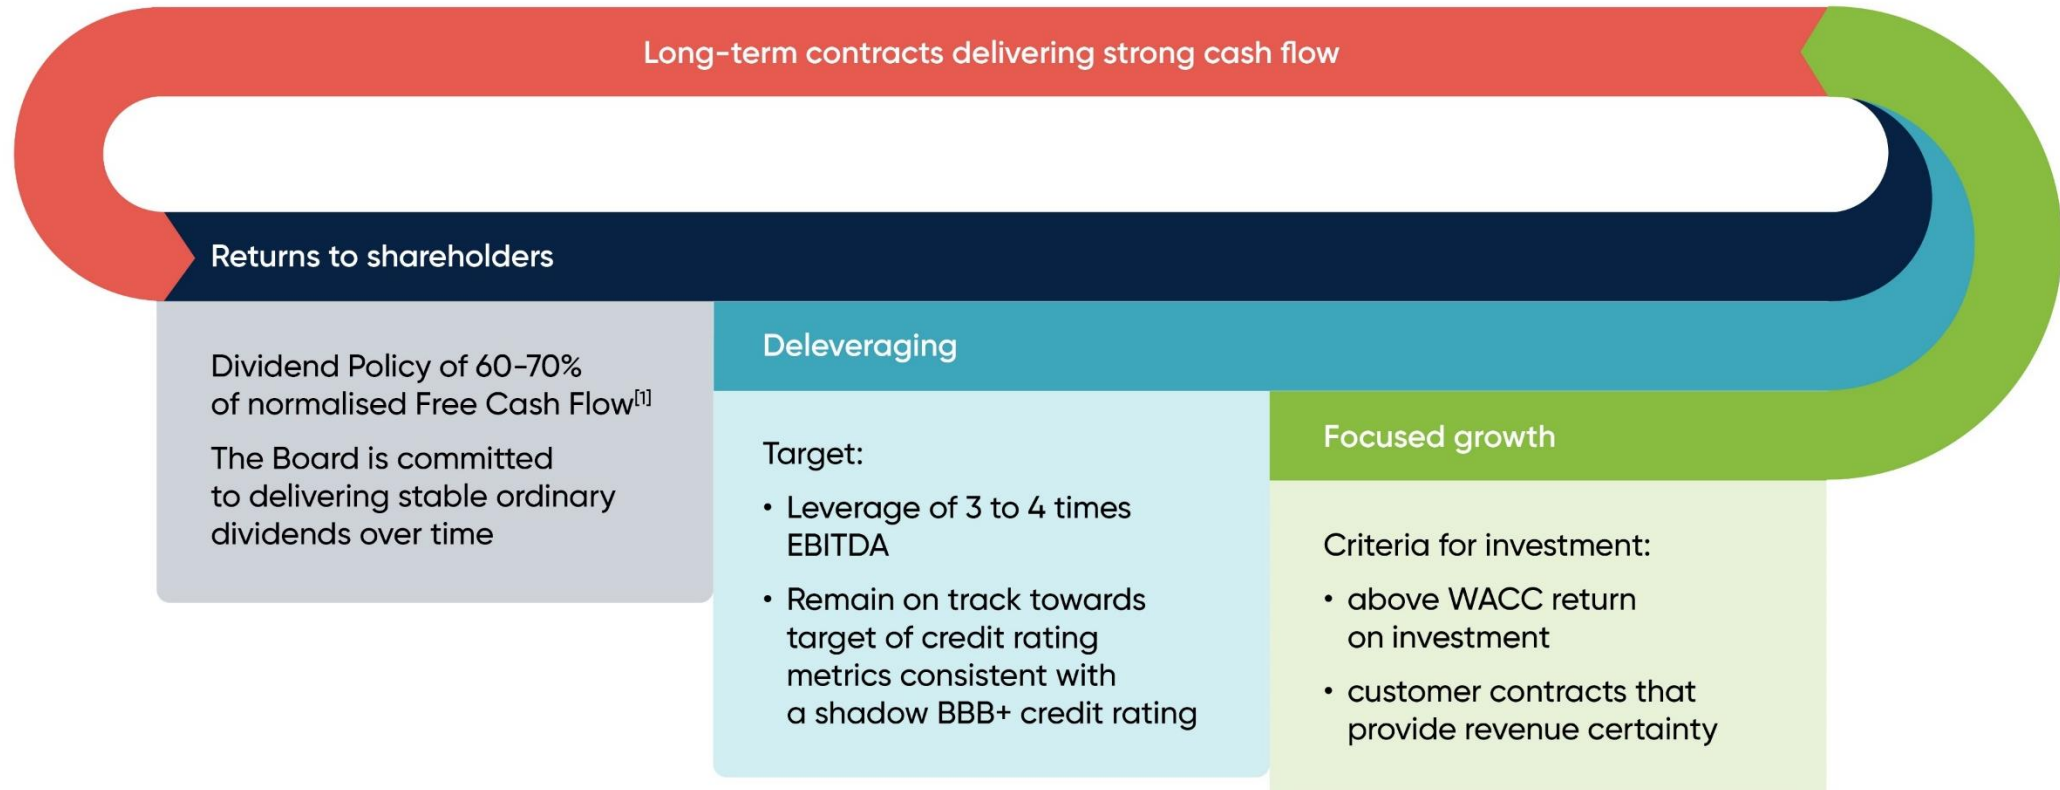 Long-term contracts delivering strong cash flow
Returns to shareholders
Dividend Policy of 60-70%
of normalised Free Cash Flow[1]
The Board is committed
to delivering stable ordinary
dividends over time
Deleveraging
Target:
• Leverage of 3 to 4 times
EBITDA
• Remain on track towards
target of credit rating
metrics consistent with
a shadow BBB+ credit rating
Focused growth
Criteria for investment:
• above WACC return
on investment
• customer contracts that
provide revenue certainty